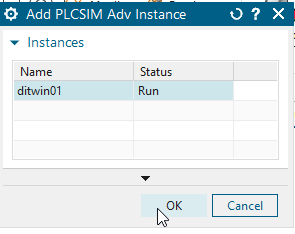 Add PLCSIM Adv Instance
Instances
Name Status
ditwin01 Run
OK Cancel